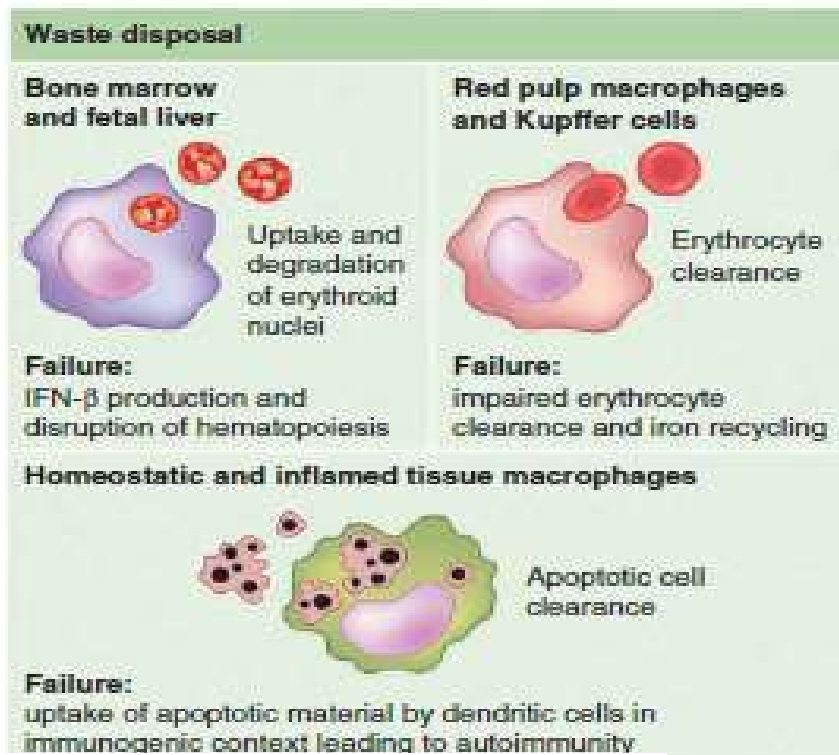 Waste disposal
Bone marrow
and fetal liver
Uptake and
degradation
of erythroid
nuclei
Failure:
IFN-β production and
disruption of hematopoiesis
Red pulp macrophages
and Kupffer cells
Erythrocyte
clearance
Failure:
impaired erythrocyte
clearance and iron recycling
Homeostatic and inflamed tissue macrophages
Apoptotic cell
clearance
Failure:
uptake of apoptotic material by dendritic cells in
immunogenic context leading to autoimmunity